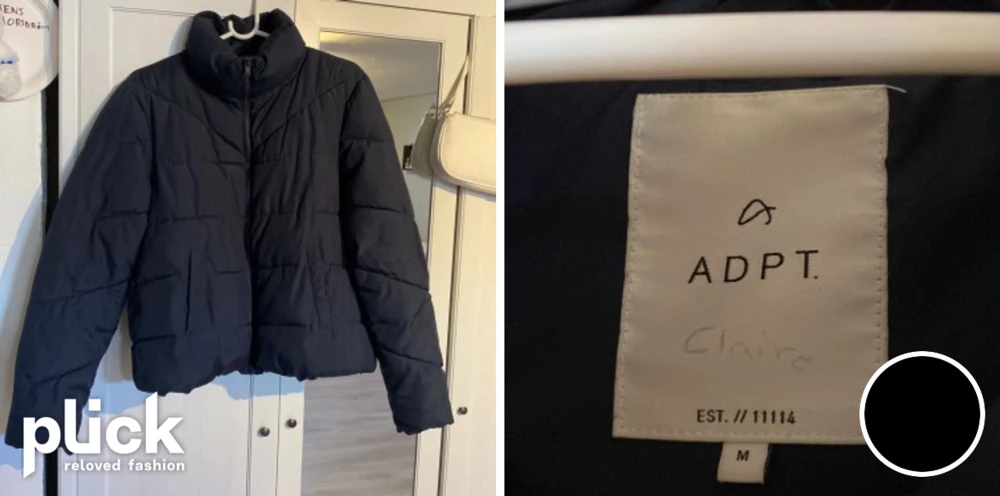 ADPT.
Claire
EST. // 11114
M
plick
reloved fashion